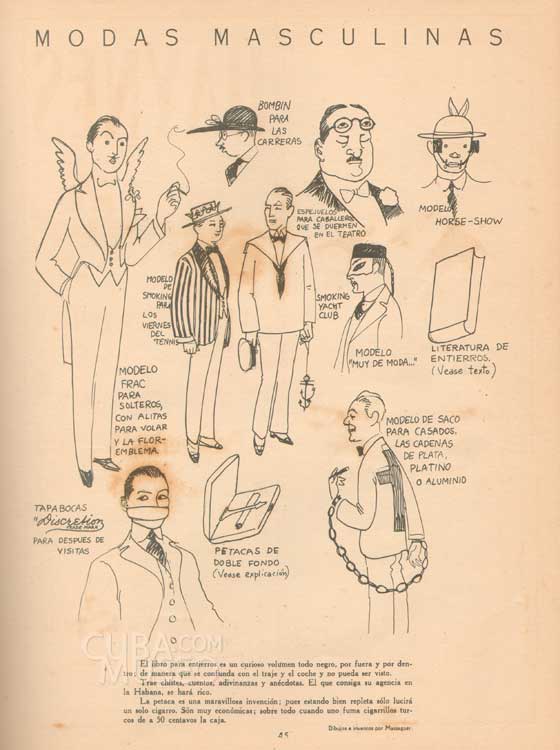 MODAS MASCULINAS
BOMBIN
PARA
LAS
CARRERAS
ESPEJUELOS
PARA CABALLEROS
QUE SE DUERMEN
EN EL TEATRO
MODELO
HORSE-SHOW
MODELO
DE
SMOKING
PARA
LOS
VIERNES
DEL
TENNIS
SMOKING
YACHT
CLUB
MODELO
"MUY DE MODA..."
LITERATURA DE
ENTIERROS.
(Vease texto)
MODELO
FRAC
PARA
SOLTEROS,
CON ALITAS
PARA VOLAR
Y LA FLOR-
EMBLEMA
MODELO DE SACO
PARA CASADOS.
LAS CADENAS
DE PLATA,
PLATINO
O ALUMINIO
TAPABOCAS
"Discretion
TRADE MARK
PARA DESPUES DE
VISITAS
PETACAS DE
DOBLE FONDO
(Vease explicación)
CUBA.COM
El libro para entierros es un curioso volumen todo negro, por fuera y por den-
tro; de manera que se confunda con el traje y el coche y no pueda ser visto.
Trae chistes, cuentos, adivinanzas y anécdotas. El que consiga su agencia en
la Habana, se hará rico.
La petaca es una maravillosa invención; pues estando bien repleta sólo lucirá
un solo cigarro. Són muy económicas; sobre todo cuando uno fuma cigarrillos tur-
cos de a 50 centavos la caja.
Dibujos e inventos por Massaguer.